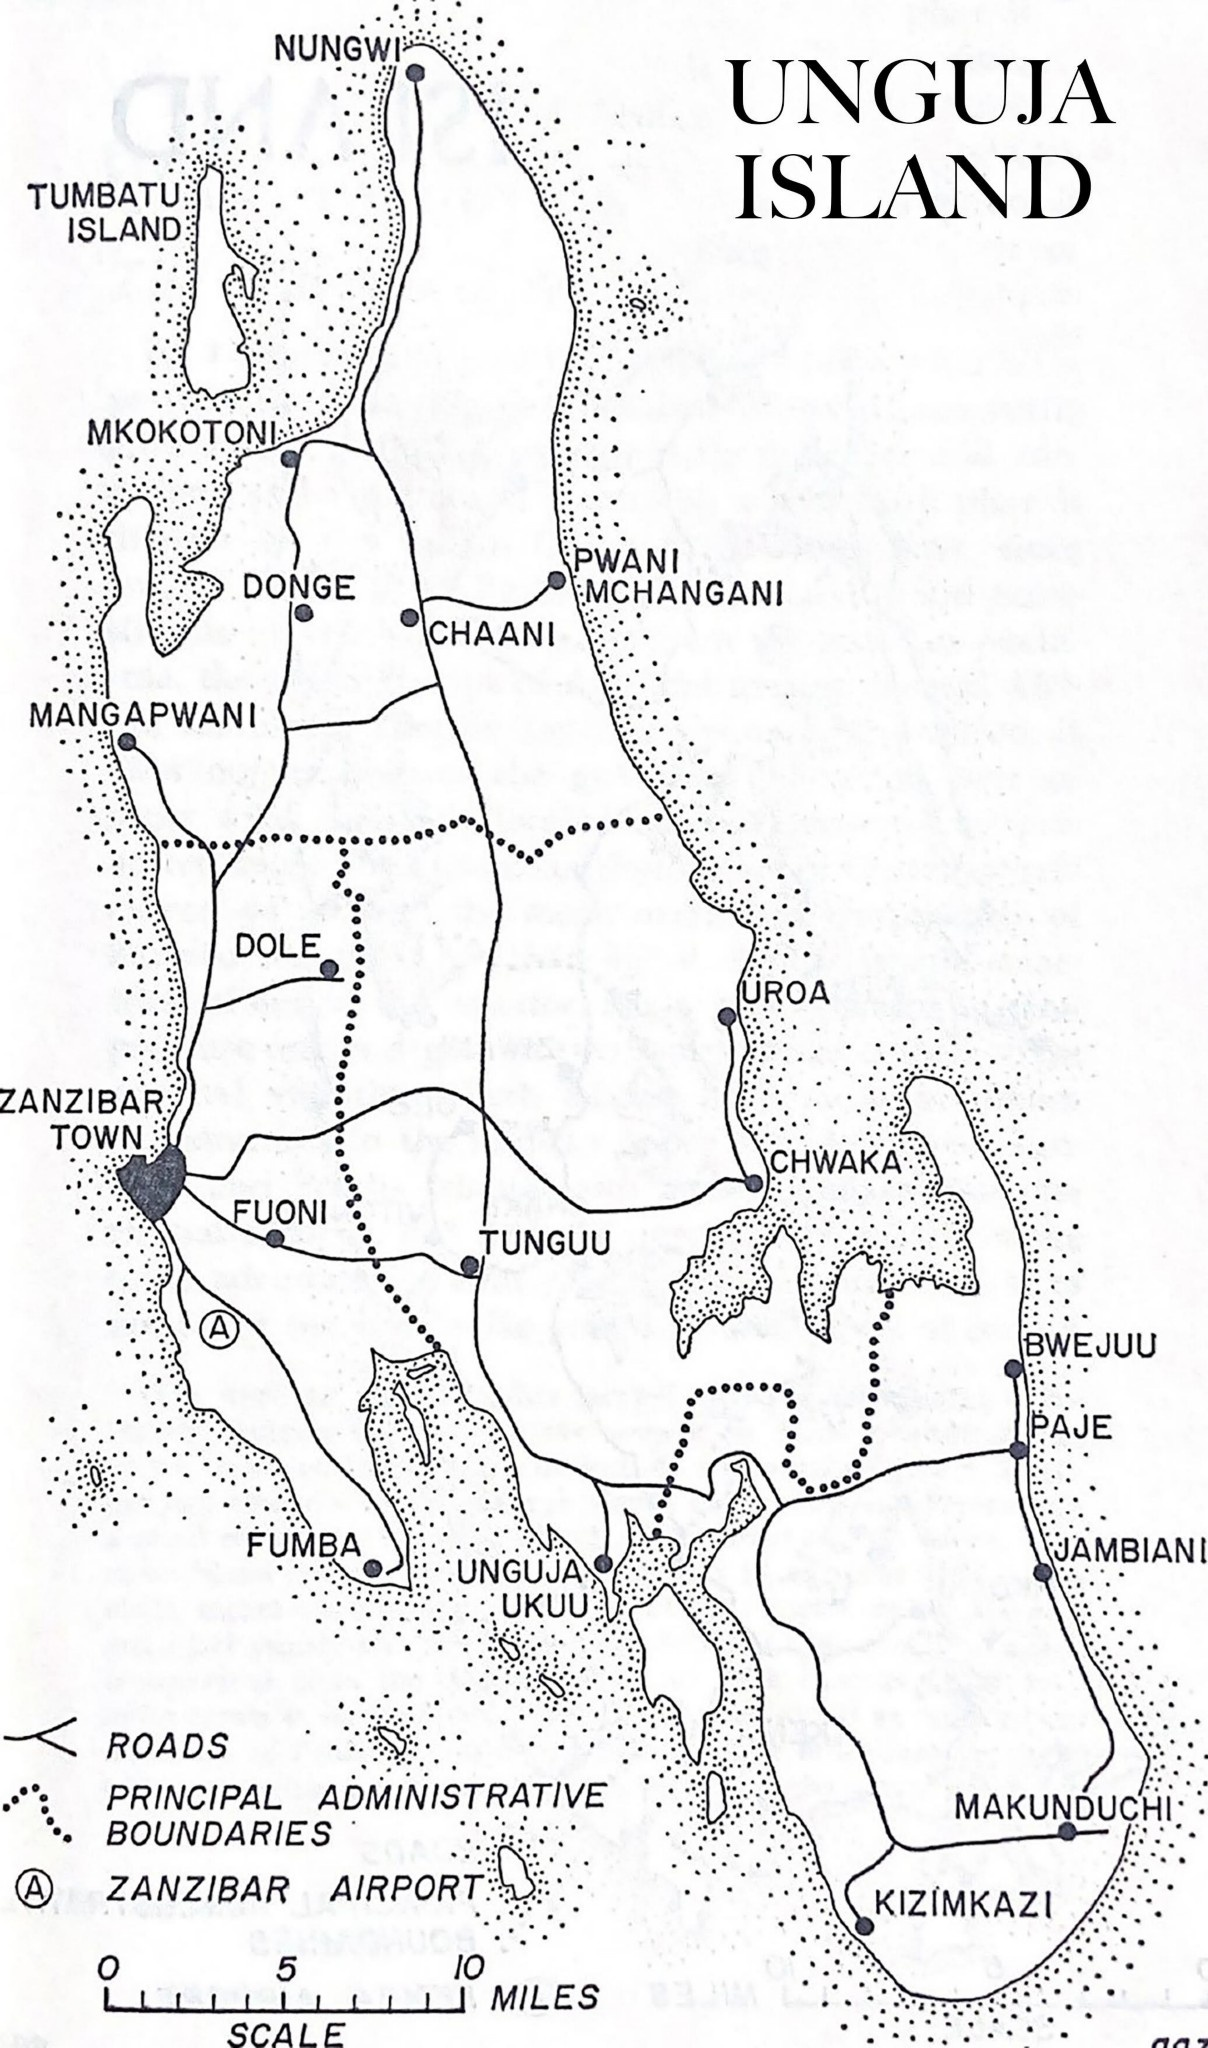 UNGUJA
ISLAND
NUNGWI
TUMBATU
ISLAND
MKOKOTONI
PWANI
MCHANGANI
DONGE
CHAANI
MANGAPWANI
DOLE
UROA
ZANZIBAR
TOWN
CHWAKA
FUONI
TUNGUU
A
BWEJUU
PAJE
FUMBA
UNGUJA
UKUU
JAMBIANI
MAKUNDUCHI
KIZIMKAZI
ROADS
PRINCIPAL ADMINISTRATIVE
BOUNDARIES
A ZANZIBAR AIRPORT
0 5 10
MILES
SCALE